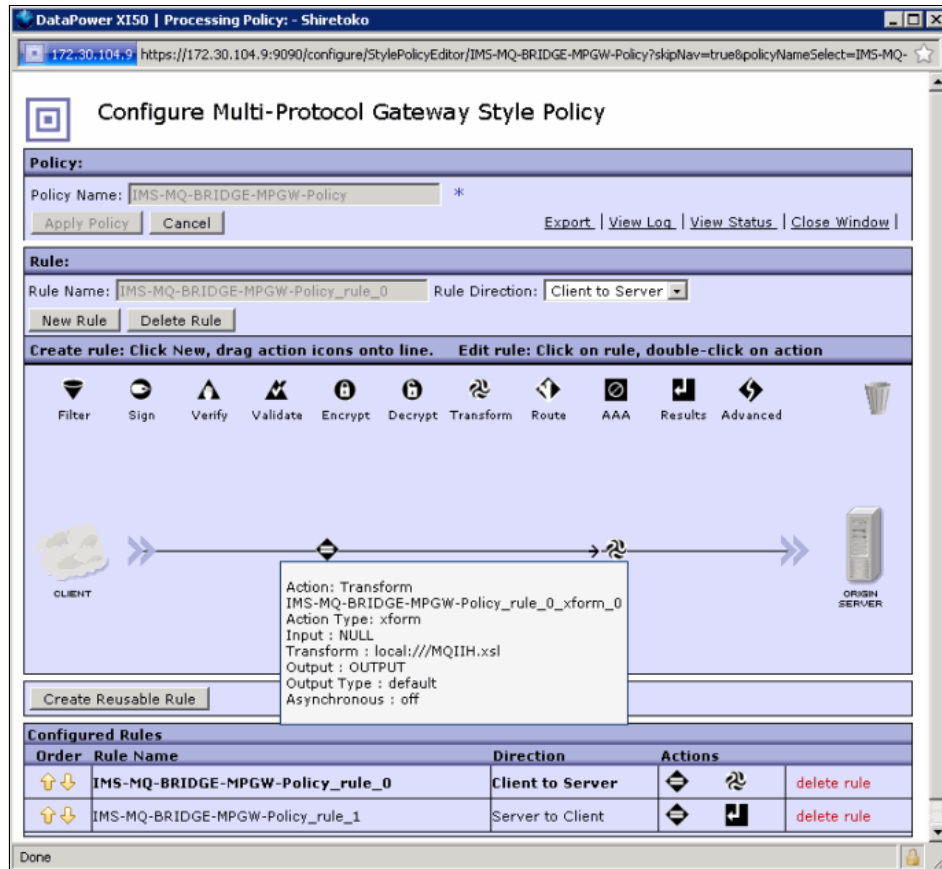 DataPower XI50 | Processing Policy: - Shiretoko
172.30.104.9 https://172.30.104.9:9090/configure/StylePolicyEditor/IMS-MQ-BRIDGE-MPGW-Policy?skipNav=true&policyNameSelect=IMS-MQ-
Configure Multi-Protocol Gateway Style Policy
Policy:
Policy Name: IMS-MQ-BRIDGE-MPGW-Policy *
Apply Policy Cancel Export | View Log | View Status | Close Window |
Rule:
Rule Name: IMS-MQ-BRIDGE-MPGW-Policy_rule_0 Rule Direction: Client to Server
New Rule Delete Rule
Create rule: Click New, drag action icons onto line. Edit rule: Click on rule, double-click on action
Filter Sign Verify Validate Encrypt Decrypt Transform Route AAA Results Advanced
CLIENT
ORIGIN
SERVER
Action: Transform
IMS-MQ-BRIDGE-MPGW-Policy_rule_0_xform_0
Action Type: xform
Input : NULL
Transform : local:///MQIIH.xsl
Output : OUTPUT
Output Type : default
Asynchronous : off
Create Reusable Rule
Configured Rules
Order Rule Name Direction Actions
IMS-MQ-BRIDGE-MPGW-Policy_rule_0 Client to Server delete rule
IMS-MQ-BRIDGE-MPGW-Policy_rule_1 Server to Client delete rule
Done